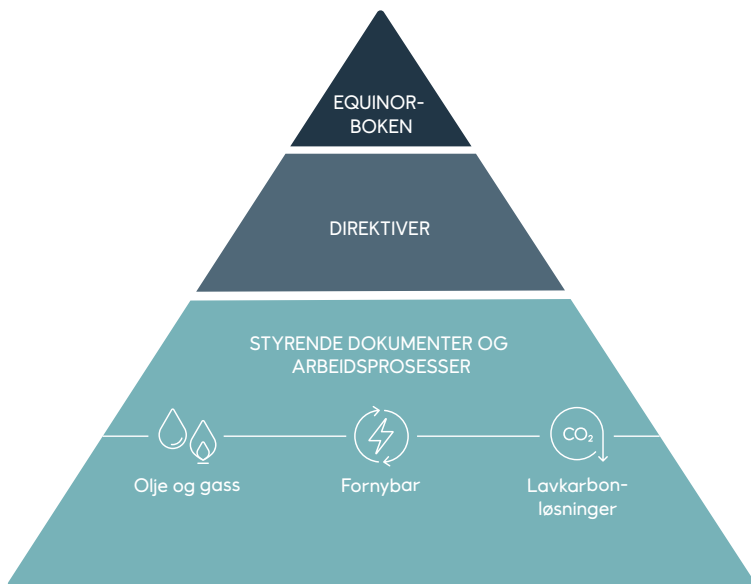 EQUINOR-
BOKEN
DIREKTIVER
STYRENDE DOKUMENTER OG
ARBEIDSPROSESSER
CO₂
Olje og gass
Fornybar
Lavkarbon-
løsninger